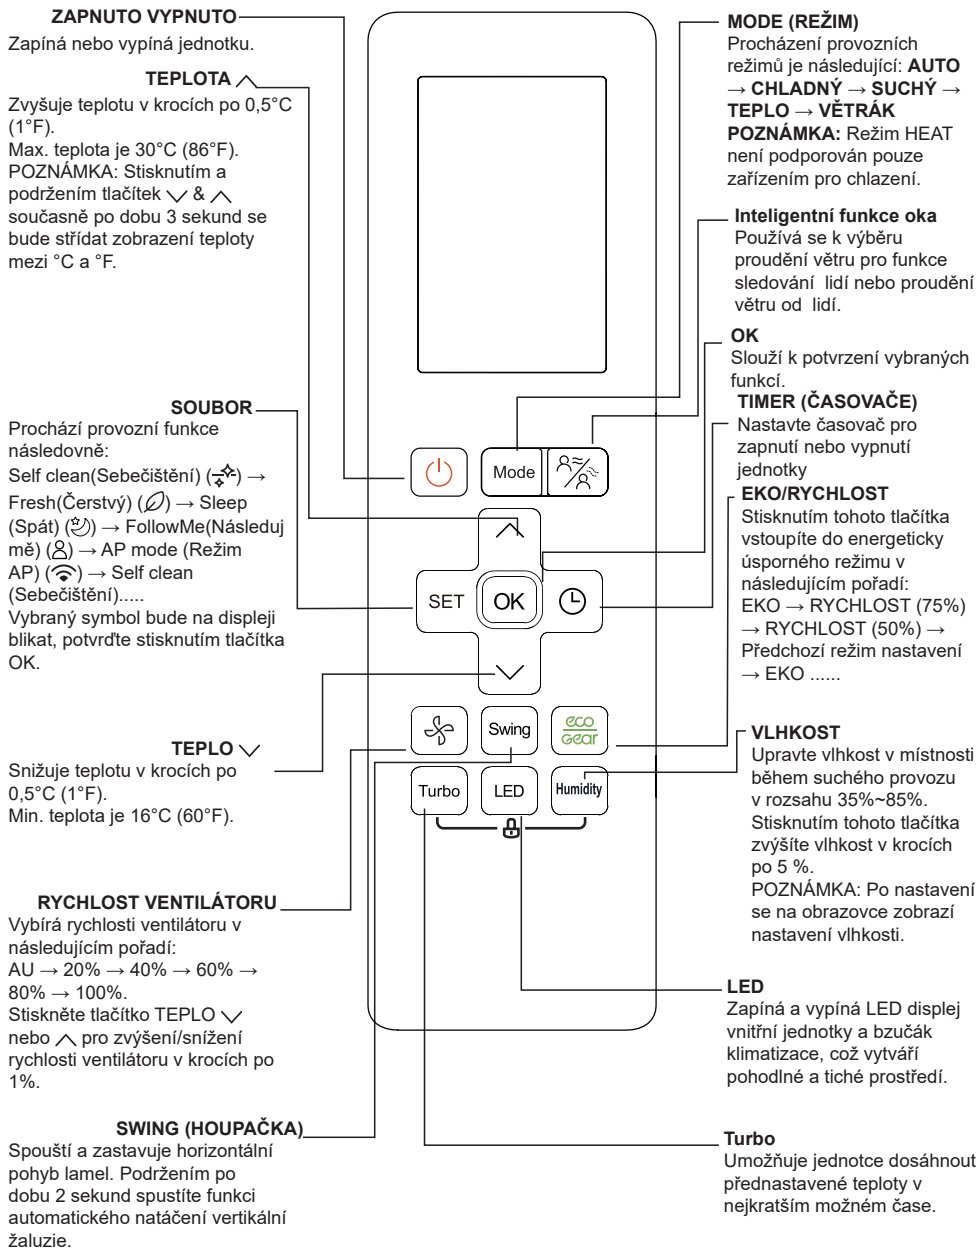 ZAPNUTO VYPNUTO
Zapíná nebo vypíná jednotku.
TEPLOTA
Zvyšuje teplotu v krocích po 0,5°C
(1°F).
Max. teplota je 30°C (86°F).
POZNÁMKA: Stisknutím a
podržením tlačítek & 
současně po dobu 3 sekund se
bude střídat zobrazení teploty
mezi °C a °F.
SOUBOR
Prochází provozní funkce
následovně:
Self clean(Sebečištění) ( ) →
Fresh(Čerstvý) ( ) → Sleep
(Spát) ( ) → FollowMe(Následuj
mě) ( ) → AP mode (Režim
AP) ( ) → Self clean
(Sebečištění).....
Vybraný symbol bude na displeji
blikat, potvrďte stisknutím tlačítka
OK.
TEPLO
Snižuje teplotu v krocích po
0,5°C (1°F).
Min. teplota je 16°C (60°F).
RYCHLOST VENTILÁTORU
Vybírá rychlosti ventilátoru v
následujícím pořadí:
AU → 20% → 40% → 60% →
80% → 100%.
Stiskněte tlačítko TEPLO
nebo pro zvýšení/snížení
rychlosti ventilátoru v krocích po
1%.
SWING (HOUPAČKA)
Spouští a zastavuje horizontální
pohyb lamel. Podržením po
dobu 2 sekund spustíte funkci
automatického natáčení vertikální
žaluzie.
Mode
SET
OK
Swing
eco
gear
Turbo
LED
Humidity
MODE (REŽIM)
Procházení provozních
režimů je následující: AUTO
→ CHLADNÝ → SUCHÝ →
TEPLO → VĚTRÁK
POZNÁMKA: Režim HEAT
není podporován pouze
zařízením pro chlazení.
Inteligentní funkce oka
Používá se k výběru
proudění větru pro funkce
sledování lidí nebo proudění
větru od lidí.
OK
Slouží k potvrzení vybraných
funkcí.
TIMER (ČASOVAČE)
Nastavte časovač pro
zapnutí nebo vypnutí
jednotky
EKO/RYCHLOST
Stisknutím tohoto tlačítka
vstoupíte do energeticky
úsporného režimu v
následujícím pořadí:
EKO → RYCHLOST (75%)
→ RYCHLOST (50%) →
Předchozí režim nastavení
→ EKO ......
VLHKOST
Upravte vlhkost v místnosti
během suchého provozu
v rozsahu 35%~85%.
Stisknutím tohoto tlačítka
zvýšíte vlhkost v krocích
po 5 %.
POZNÁMKA: Po nastavení
se na obrazovce zobrazí
nastavení vlhkosti.
LED
Zapíná a vypíná LED displej
vnitřní jednotky a bzučák
klimatizace, což vytváří
pohodlné a tiché prostředí.
Turbo
Umožňuje jednotce dosáhnout
přednastavené teploty v
nejkratším možném čase.